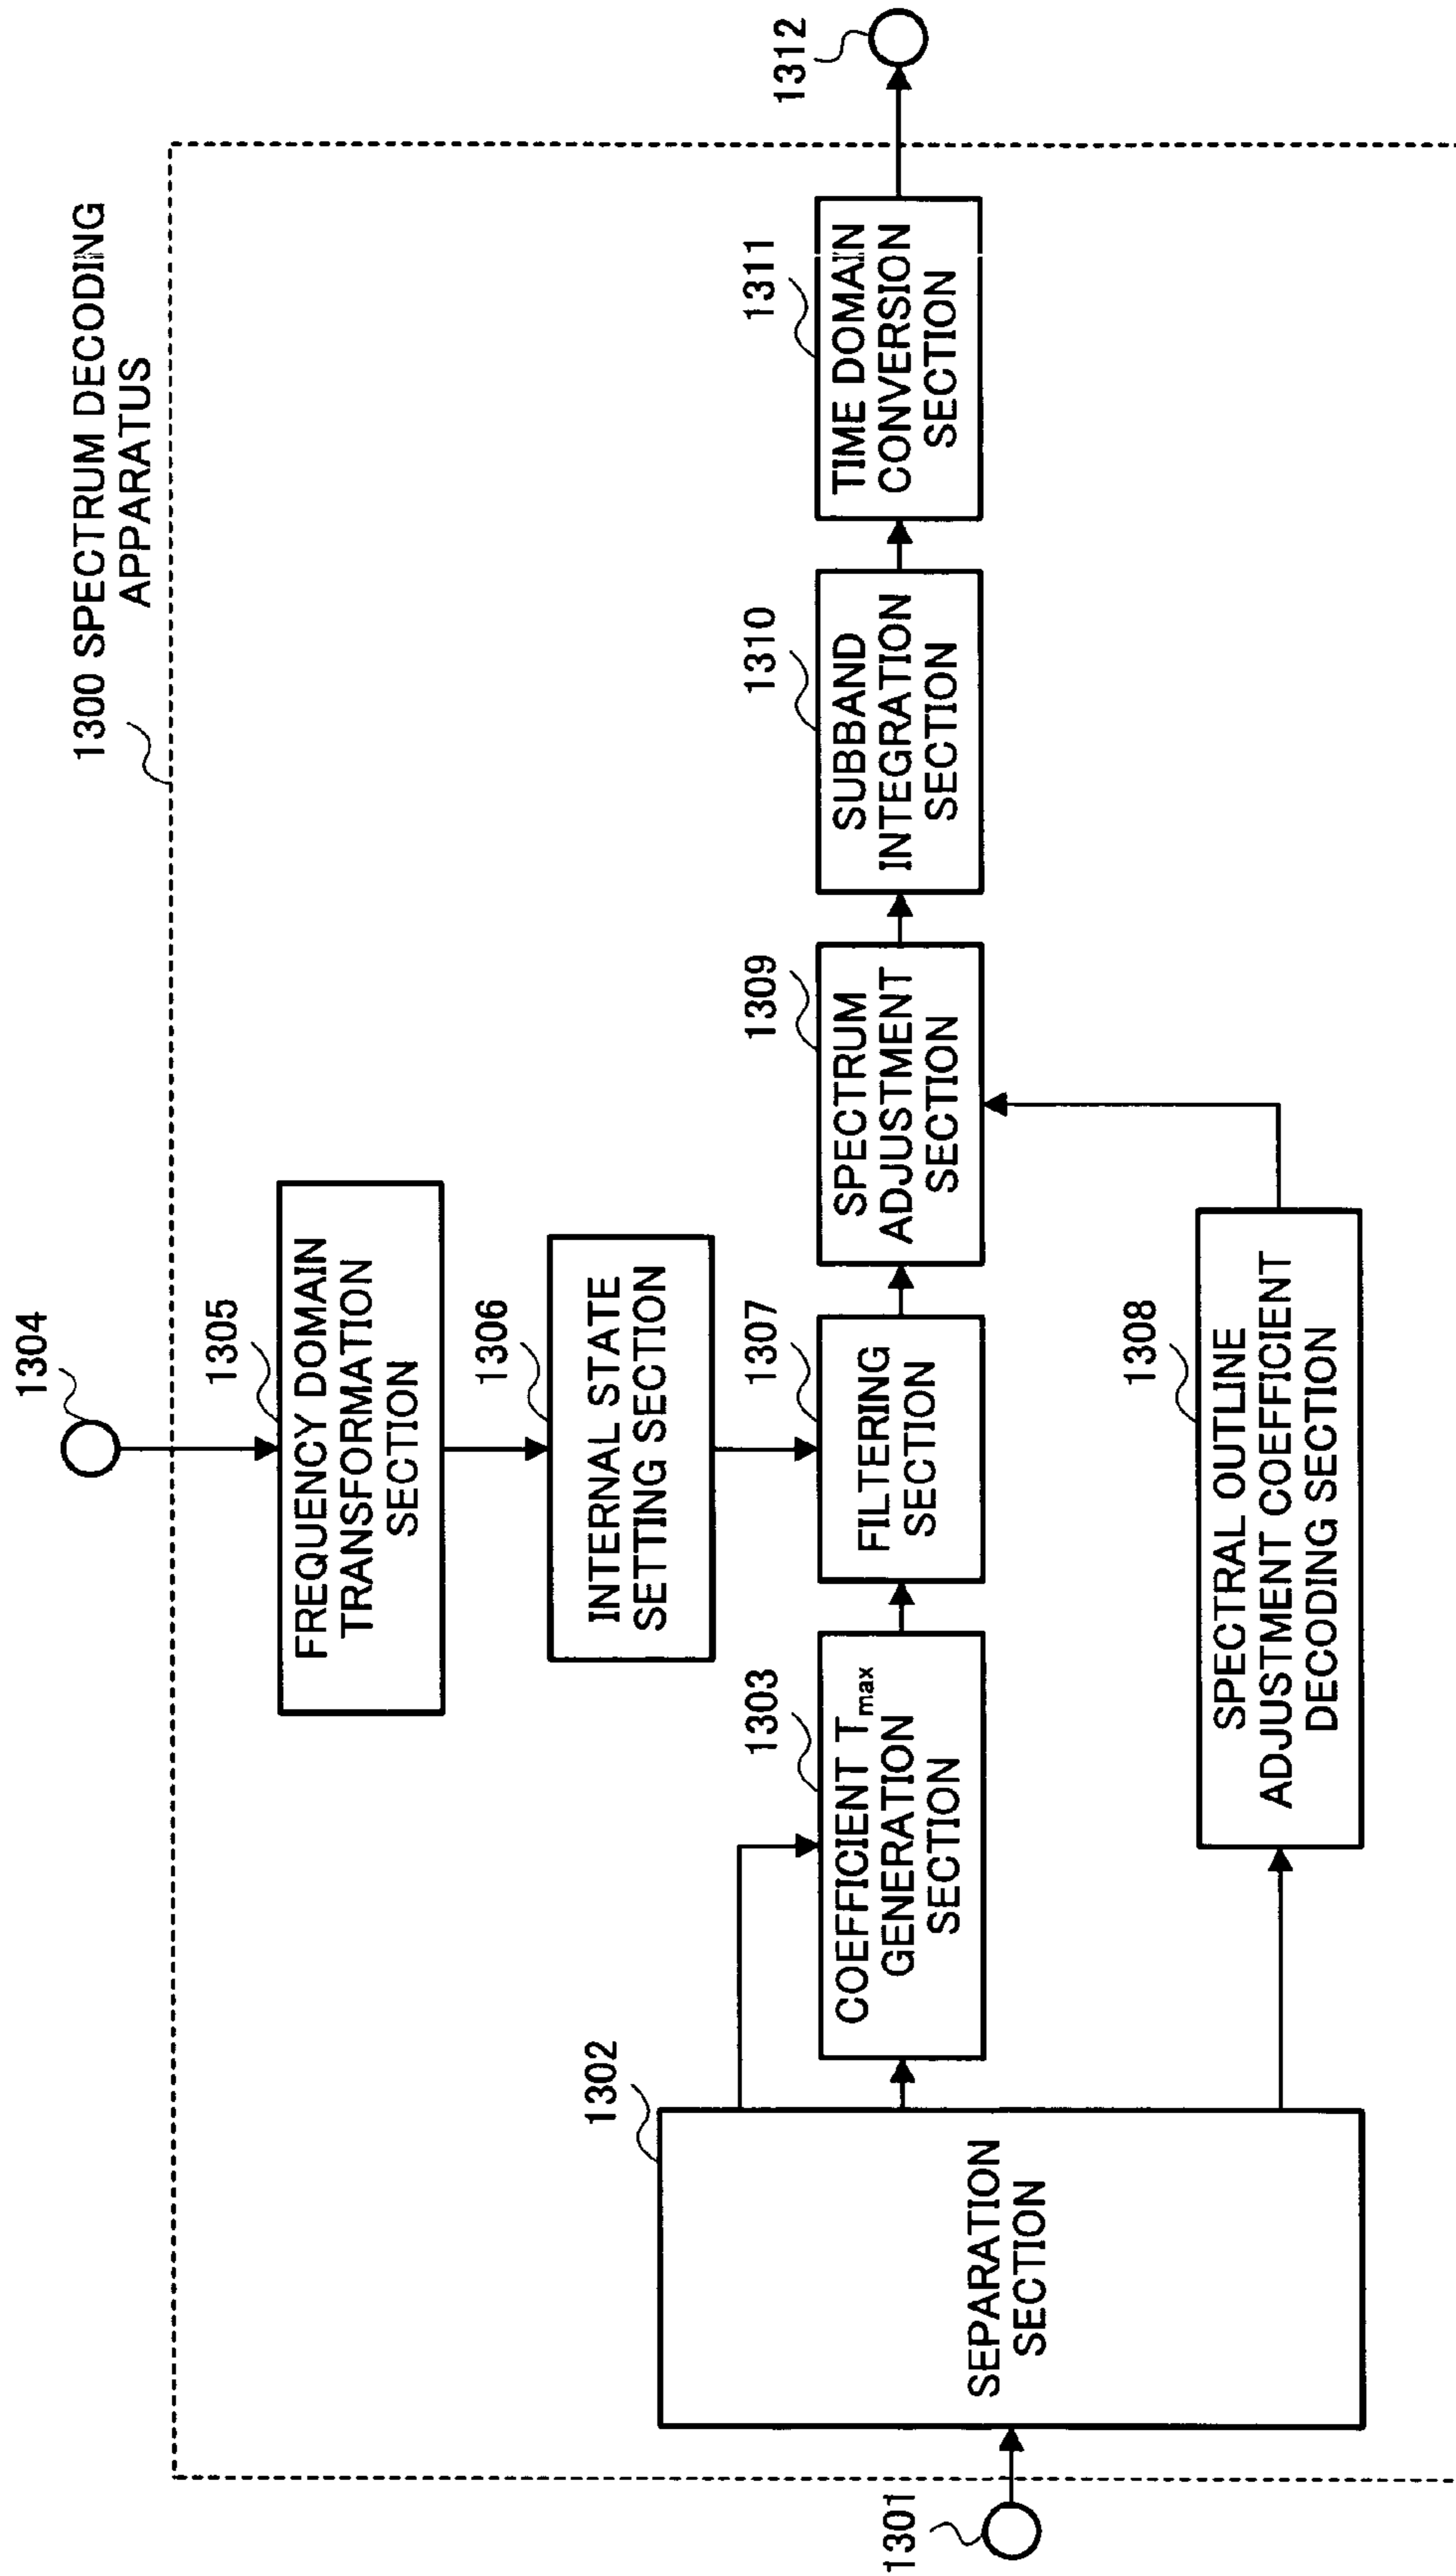 1300 SPECTRUM DECODING
APPARATUS
1304
1305
FREQUENCY DOMAIN
TRANSFORMATION
SECTION
1306
INTERNAL STATE
SETTING SECTION
1302
SEPARATION
SECTION
1301
1303
COEFFICIENT Tmax
GENERATION
SECTION
1307
FILTERING
SECTION
1309
SPECTRUM
ADJUSTMENT
SECTION
1310
SUBBAND
INTEGRATION
SECTION
1311
TIME DOMAIN
CONVERSION
SECTION
1312
1308
SPECTRAL OUTLINE
ADJUSTMENT COEFFICIENT
DECODING SECTION